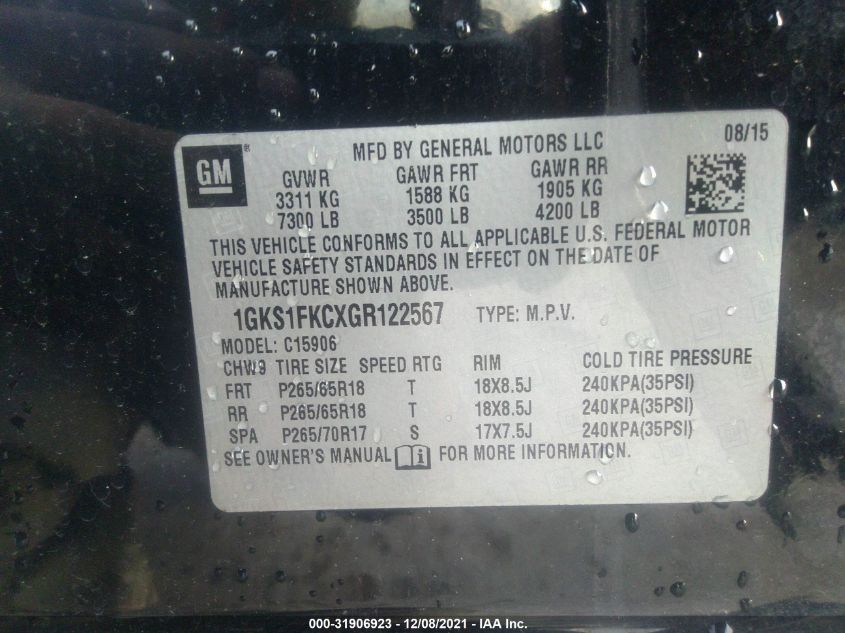 GM ®
MFD BY GENERAL MOTORS LLC 08/15
GVWR GAWR FRT GAWR RR
3311 KG 1588 KG 1905 KG
7300 LB 3500 LB 4200 LB
THIS VEHICLE CONFORMS TO ALL APPLICABLE U.S. FEDERAL MOTOR
VEHICLE SAFETY STANDARDS IN EFFECT ON THE DATE OF
MANUFACTURE SHOWN ABOVE.
1GKS1FKCXGR122567 TYPE: M.P.V.
MODEL: C15906
CHW9 TIRE SIZE SPEED RTG RIM COLD TIRE PRESSURE
FRT P265/65R18 T 18X8.5J 240KPA(35PSI)
RR P265/65R18 T 18X8.5J 240KPA(35PSI)
SPA P265/70R17 S 17X7.5J 240KPA(35PSI)
SEE OWNER'S MANUAL i FOR MORE INFORMATION.
000-31906923 - 12/08/2021 - IAA Inc.